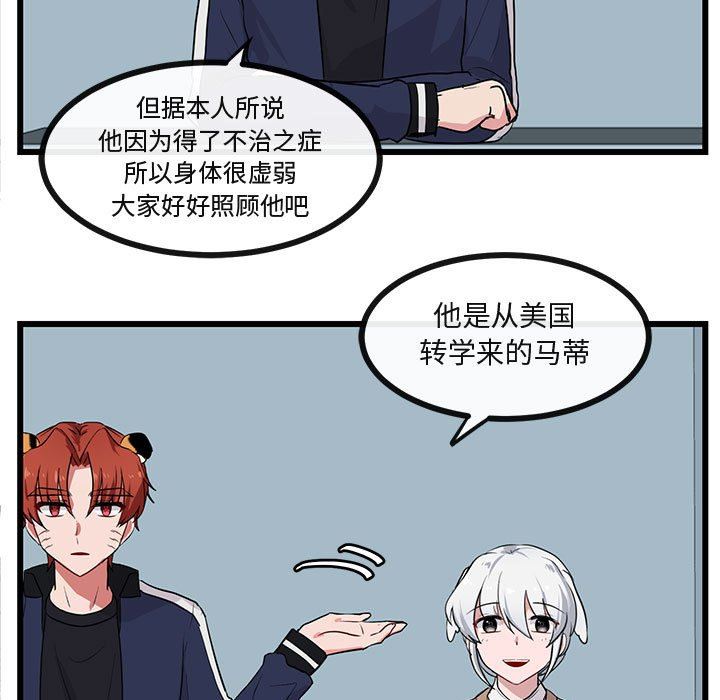 但据本人所说
他因为得了不治之症
所以身体很虚弱
大家好好照顾他吧
他是从美国
转学来的马蒂